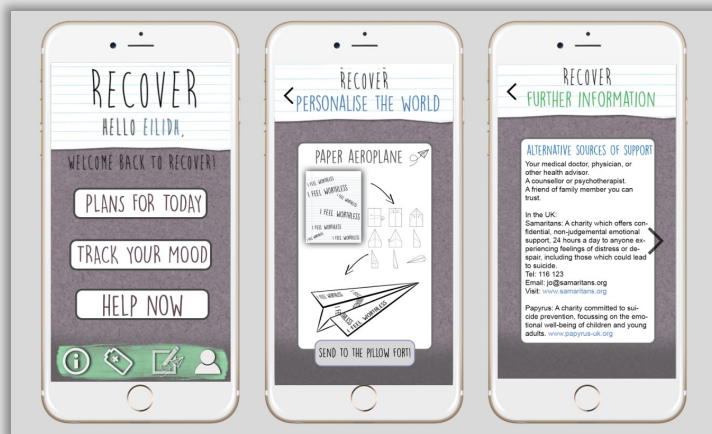 RECOVER
HELLO EILIDH,
WELCOME BACK TO RECOVER!
PLANS FOR TODAY
TRACK YOUR MOOD
HELP NOW
RECOVER
PERSONALISE THE WORLD
PAPER AEROPLANE
I FEEL WORTHLESS
I FEEL WORTHLESS
I FEEL WORTHLESS
I FEEL WORTHLESS
I FEEL WORTHLESS
I FEEL WORTHLESS
I FEEL WORTHLESS
I FEEL WORTHLESS
SEND TO THE PILLOW FORT!
RECOVER
FURTHER INFORMATION
ALTERNATIVE SOURCES OF SUPPORT
Your medical doctor, physician, or
other health advisor.
A counsellor or psychotherapist.
A friend of family member you can
trust.
In the UK:
Samaritans: A charity which offers con-
fidential, non-judgemental emotional
support, 24 hours a day to anyone ex-
periencing feelings of distress or de-
spair, including those which could lead
to suicide.
Tel: 116 123
Email: jo@samaritans.org
Visit: www.samaritans.org
Papyrus: A charity committed to sui-
cide prevention, focussing on the emo-
tional well-being of children and young
adults. www.papyrus-uk.org